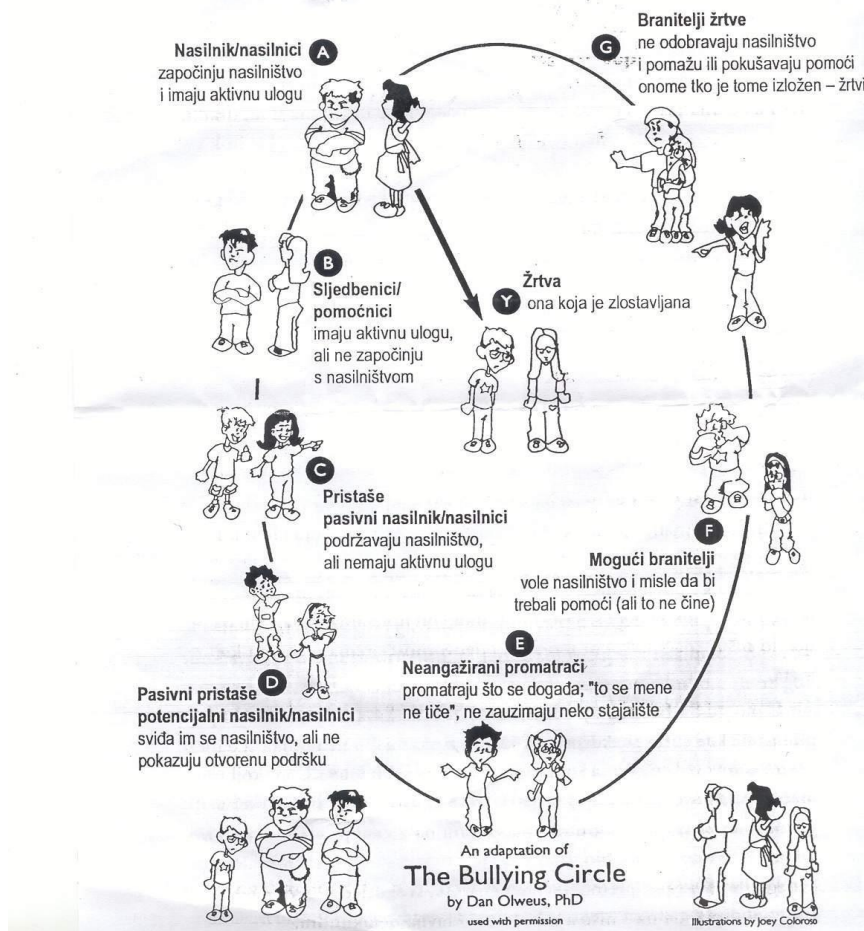 A
Nasilnik/nasilnici
započinju nasilništvo
i imaju aktivnu ulogu
G
Branitelji žrtve
ne odobravaju nasilništvo
i pomažu ili pokušavaju pomoći
onome tko je tome izložen – žrtvi
B
Sljedbenici/
pomoćnici
imaju aktivnu ulogu,
ali ne započinju
s nasilništvom
Y
Žrtva
ona koja je zlostavljana
C
Pristaše
pasivni nasilnik/nasilnici
podržavaju nasilništvo,
ali nemaju aktivnu ulogu
F
Mogući branitelji
vole nasilništvo i misle da bi
trebali pomoći (ali to ne čine)
E
Neangažirani promatrači
promatraju što se događa; "to se mene
ne tiče", ne zauzimaju neko stajalište
D
Pasivni pristaše
potencijalni nasilnik/nasilnici
sviđa im se nasilništvo, ali ne
pokazuju otvorenu podršku
An adaptation of
The Bullying Circle
by Dan Olweus, PhD
used with permission
Illustrations by Joey Coloroso